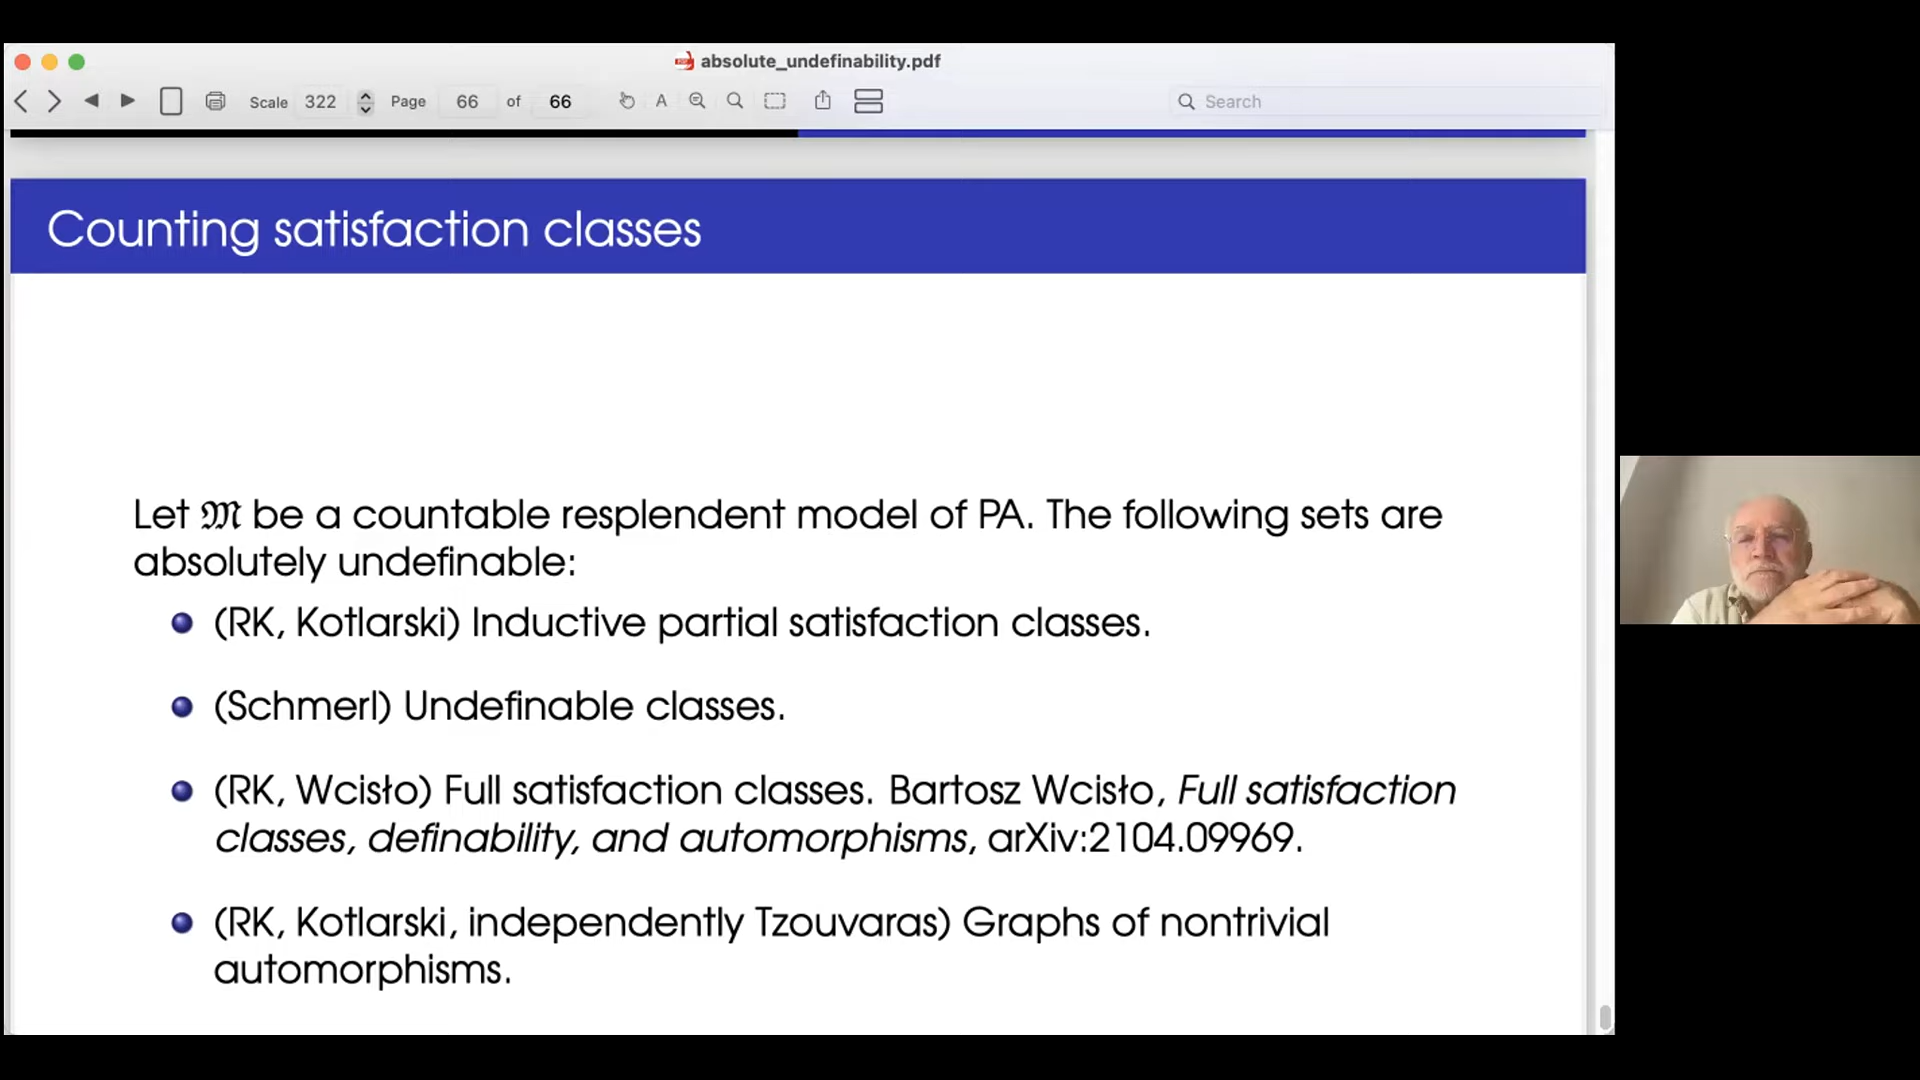 absolute_undefinability.pdf
Scale 322 Page 66 of 66 A Search
Counting satisfaction classes
Let 𝔐 be a countable resplendent model of PA. The following sets are
absolutely undefinable:
(RK, Kotlarski) Inductive partial satisfaction classes.
(Schmerl) Undefinable classes.
(RK, Wcisło) Full satisfaction classes. Bartosz Wcisło, Full satisfaction
classes, definability, and automorphisms, arXiv:2104.09969.
(RK, Kotlarski, independently Tzouvaras) Graphs of nontrivial
automorphisms.